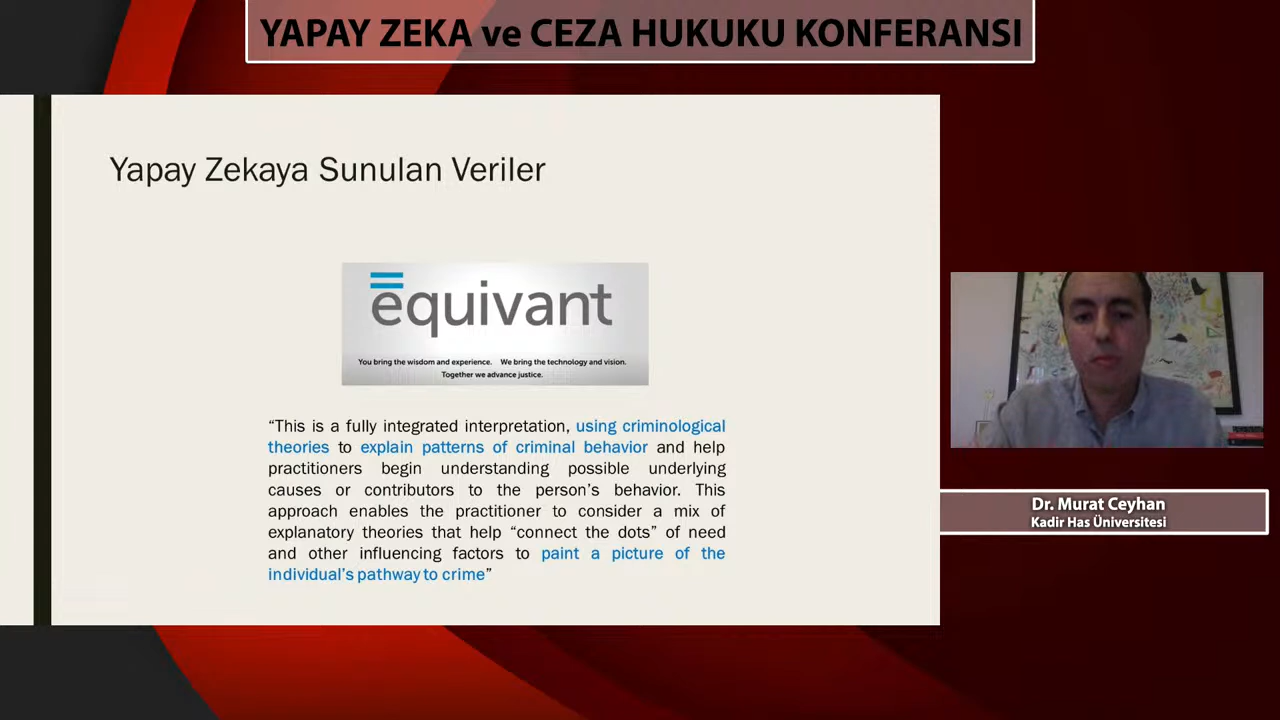 YAPAY ZEKA ve CEZA HUKUKU KONFERANSI
Yapay Zekaya Sunulan Veriler
equivant
You bring the wisdom and experience. We bring the technology and vision.
Together we advance justice.
“This is a fully integrated interpretation, using criminological
theories to explain patterns of criminal behavior and help
practitioners begin understanding possible underlying
causes or contributors to the person’s behavior. This
approach enables the practitioner to consider a mix of
explanatory theories that help “connect the dots” of need
and other influencing factors to paint a picture of the
individual’s pathway to crime”
Dr. Murat Ceyhan
Kadir Has Üniversitesi